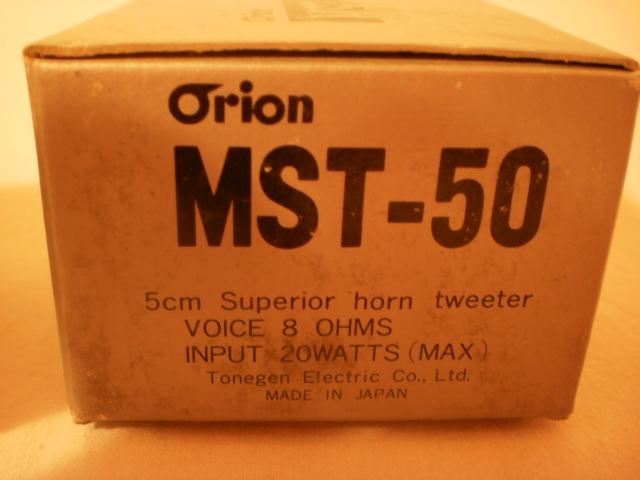 Orion
MST-50
5cm Superior horn tweeter
VOICE 8 OHMS
INPUT 20WATTS (MAX)
Tonegen Electric Co., Ltd.
MADE IN JAPAN